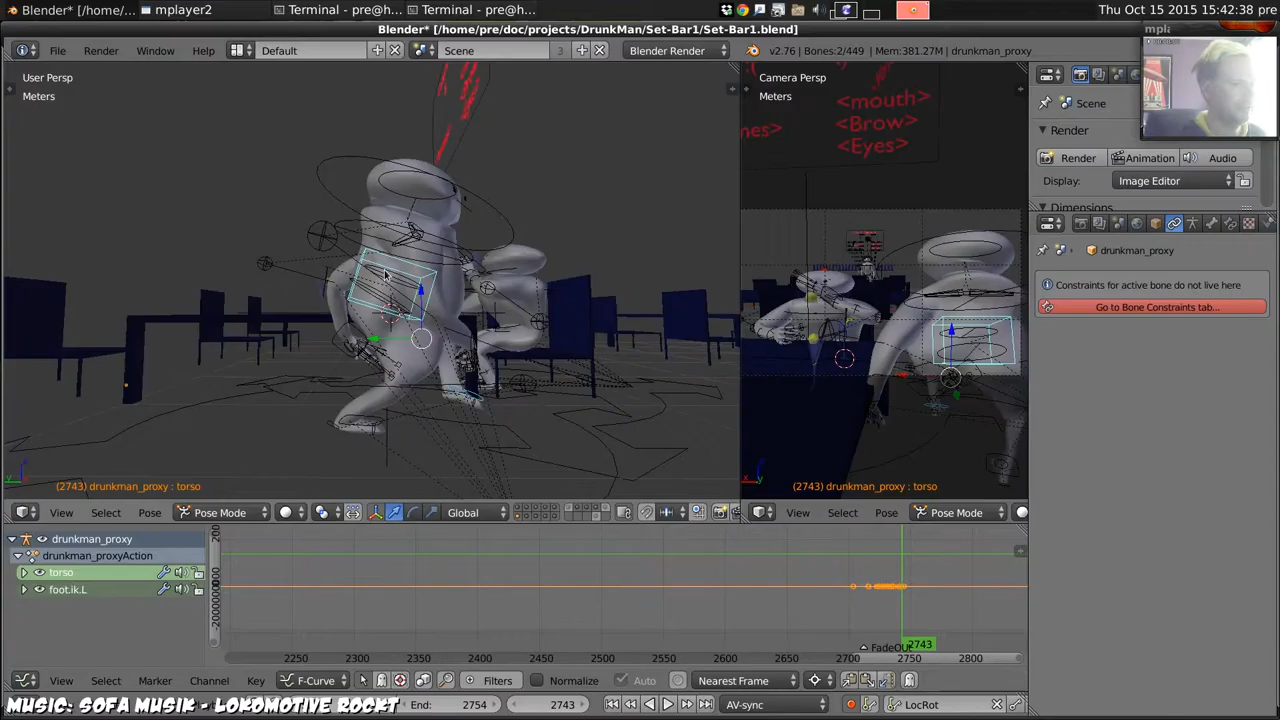 Blender* [/home/... mplayer2 Terminal - pre@h... Terminal - pre@h... Thu Oct 15 2015 15:42:38 pre
Blender* [/home/pre/doc/projects/DrunkMan/Set-Bar1/Set-Bar1.blend]
mpla
File Render Window Help Default Scene 3 Blender Render v2.76 | Bones:2/449 | Mem:381.27M | drunkman_proxy
User Persp
Meters
Camera Persp
Meters
<mouth>
<Brow>
<Eyes>
Scene
Render
Render Animation Audio
Display: Image Editor
Dimensions
drunkman_proxy
Constraints for active bone do not live here
Go to Bone Constraints tab...
(2743) drunkman_proxy : torso
(2743) drunkman_proxy : torso
View Select Pose Pose Mode Global
View Select Pose Pose Mode
drunkman_proxy
drunkman_proxyAction
torso
foot.ik.L
2743
2250 2300 2350 2400 2450 2500 2550 2600 2650 2700 2750 2800
View Select Marker Channel Key F-Curve Filters Normalize Auto Nearest Frame
MUSIC: SOFA MUSIK - LOKOMOTIVE ROCKT
End: 2754 2743 AV-sync LocRot